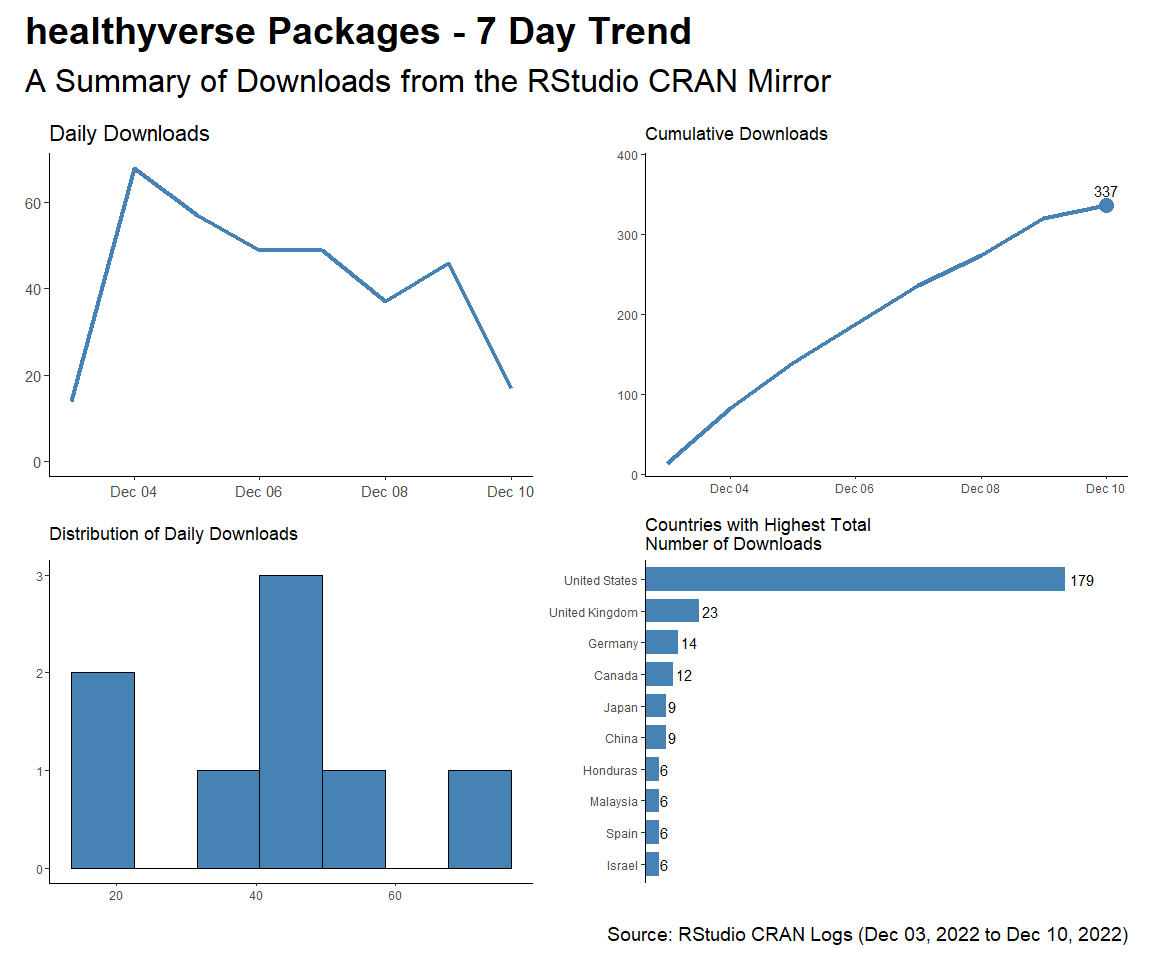 healthyverse Packages - 7 Day Trend
A Summary of Downloads from the RStudio CRAN Mirror
Daily Downloads
60
40
20
0
Dec 04
Dec 06
Dec 08
Dec 10
Cumulative Downloads
400
300
200
100
0
337
Dec 04
Dec 06
Dec 08
Dec 10
Distribution of Daily Downloads
3
2
1
0
20
40
60
Countries with Highest Total
Number of Downloads
United States 179
United Kingdom 23
Germany 14
Canada 12
Japan 9
China 9
Honduras 6
Malaysia 6
Spain 6
Israel 6
Source: RStudio CRAN Logs (Dec 03, 2022 to Dec 10, 2022)